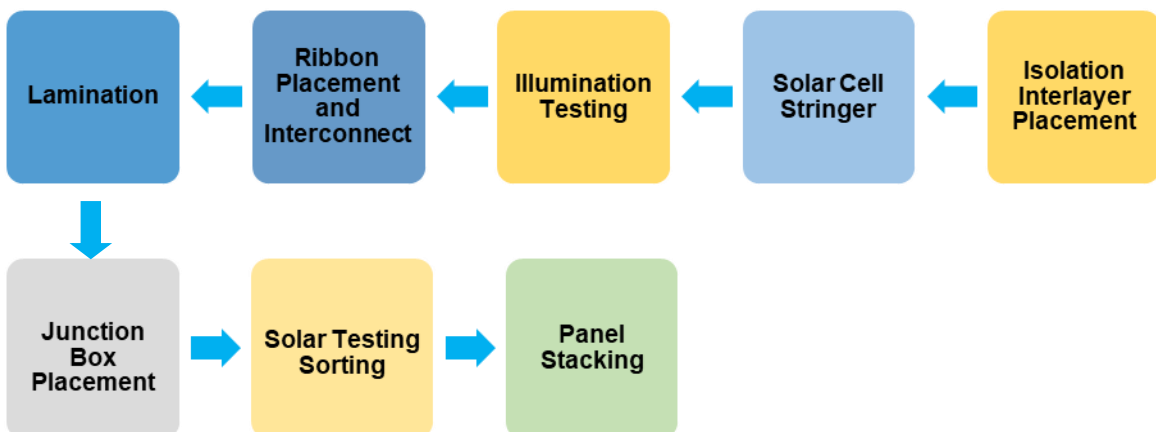 Lamination
Ribbon
Placement
and
Interconnect
Illumination
Testing
Solar Cell
Stringer
Isolation
Interlayer
Placement
Junction
Box
Placement
Solar Testing
Sorting
Panel
Stacking